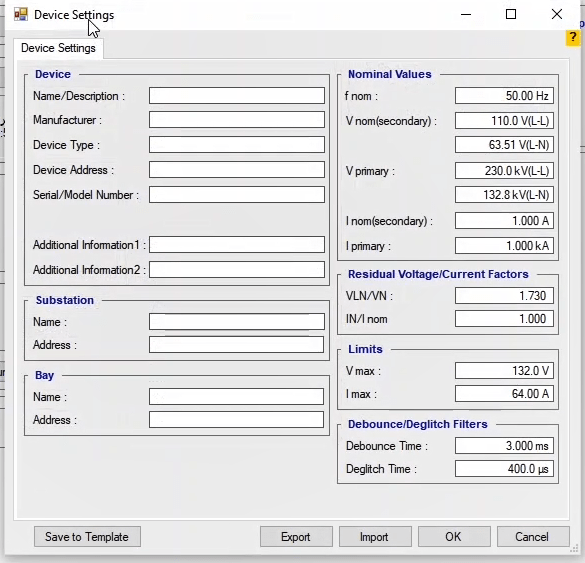 Device Settings
?
Device Settings
Device
Name/Description :
Manufacturer :
Device Type :
Device Address :
Serial/Model Number :
Additional Information1 :
Additional Information2 :
Substation
Name :
Address :
Bay
Name :
Address :
Nominal Values
f nom : 50.00 Hz
V nom(secondary) : 110.0 V(L-L)
63.51 V(L-N)
V primary : 230.0 kV(L-L)
132.8 kV(L-N)
I nom(secondary) : 1.000 A
I primary : 1.000 kA
Residual Voltage/Current Factors
VLN/VN : 1.730
IN/I nom 1.000
Limits
V max : 132.0 V
I max : 64.00 A
Debounce/Deglitch Filters
Debounce Time : 3.000 ms
Deglitch Time : 400.0 µs
Save to Template Export Import OK Cancel